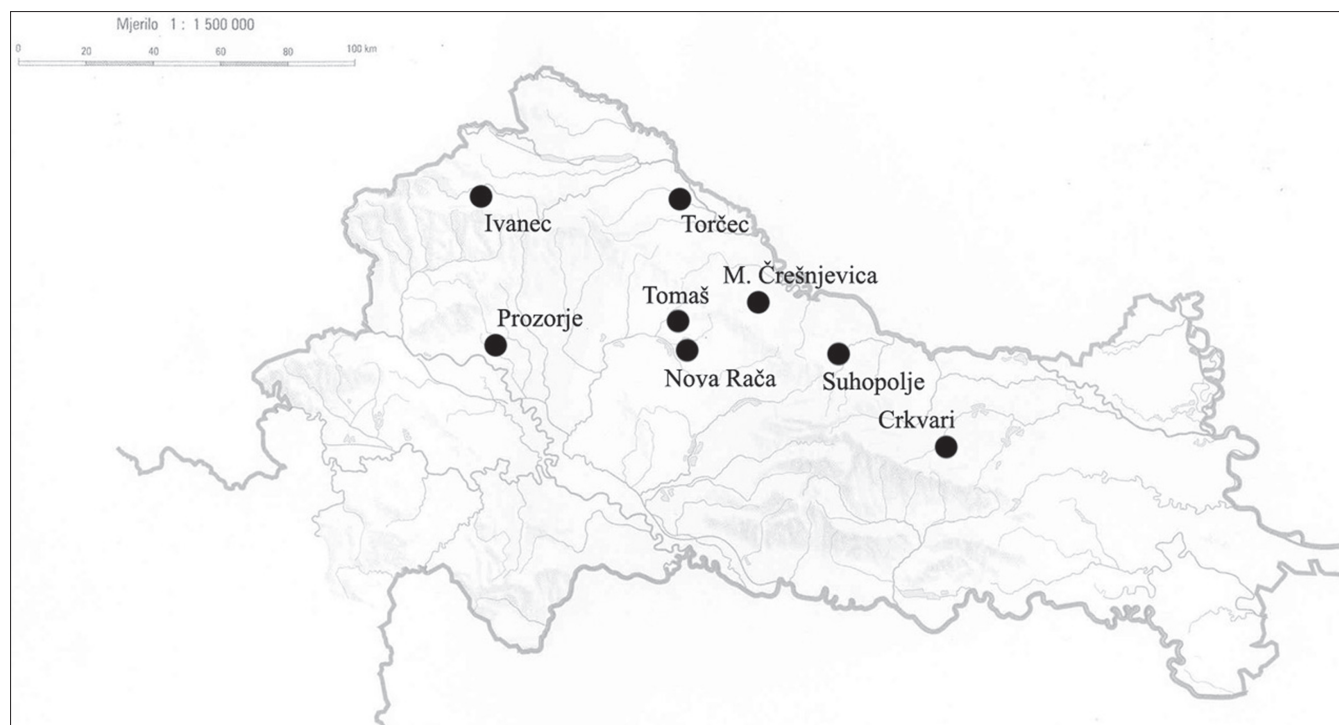 Mjerilo 1 : 1 500 000
0 20 40 60 80 100 km
Ivanec
Torčec
M. Črešnjevica
Tomaš
Prozorje
Nova Rača
Suhopolje
Crkvari